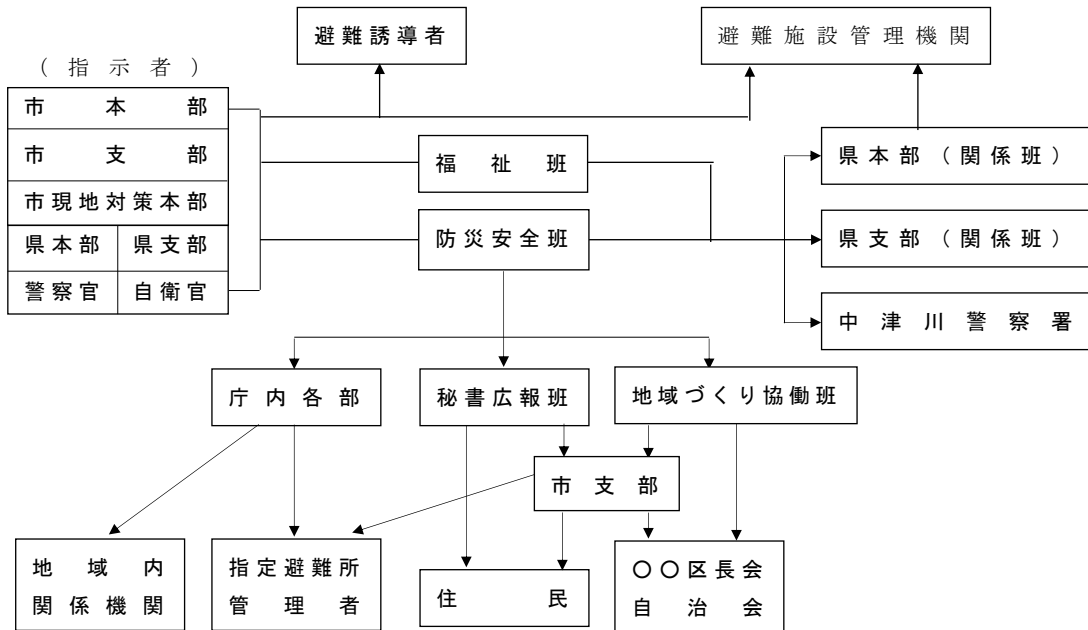 避難誘導者
避難施設管理機関
(指示者)
市本部
市支部
市現地対策本部
県本部 県支部
警察官 自衛官
福祉班
防災安全班
県本部(関係班)
県支部(関係班)
中津川警察署
庁内各部
秘書広報班
地域づくり協働班
市支部
地域内
関係機関
指定避難所
管理者
住民
〇〇区長会
自治会